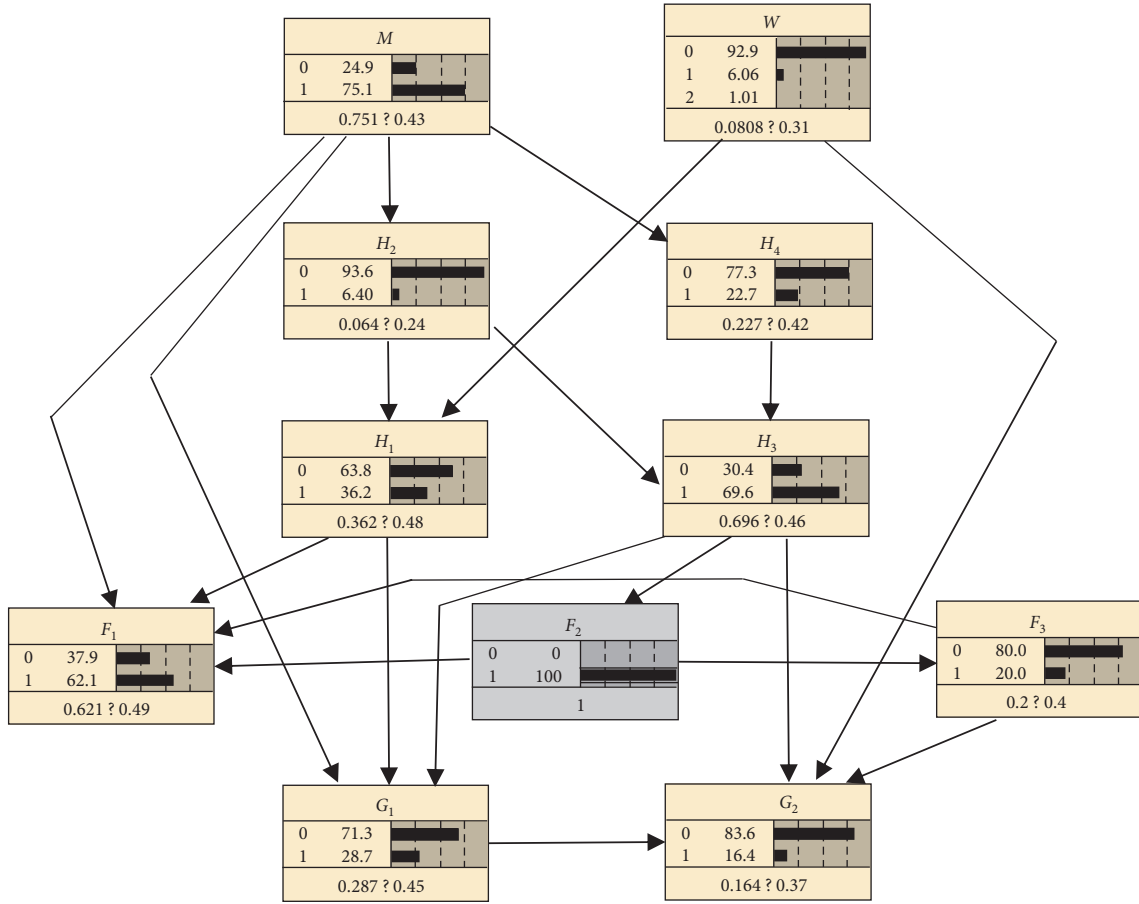 M
0 24.9
1 75.1
0.751 ? 0.43
W
0 92.9
1 6.06
2 1.01
0.0808 ? 0.31
H2
0 93.6
1 6.40
0.064 ? 0.24
H4
0 77.3
1 22.7
0.227 ? 0.42
H1
0 63.8
1 36.2
0.362 ? 0.48
H3
0 30.4
1 69.6
0.696 ? 0.46
F1
0 37.9
1 62.1
0.621 ? 0.49
F2
0 0
1 100
1
F3
0 80.0
1 20.0
0.2 ? 0.4
G1
0 71.3
1 28.7
0.287 ? 0.45
G2
0 83.6
1 16.4
0.164 ? 0.37